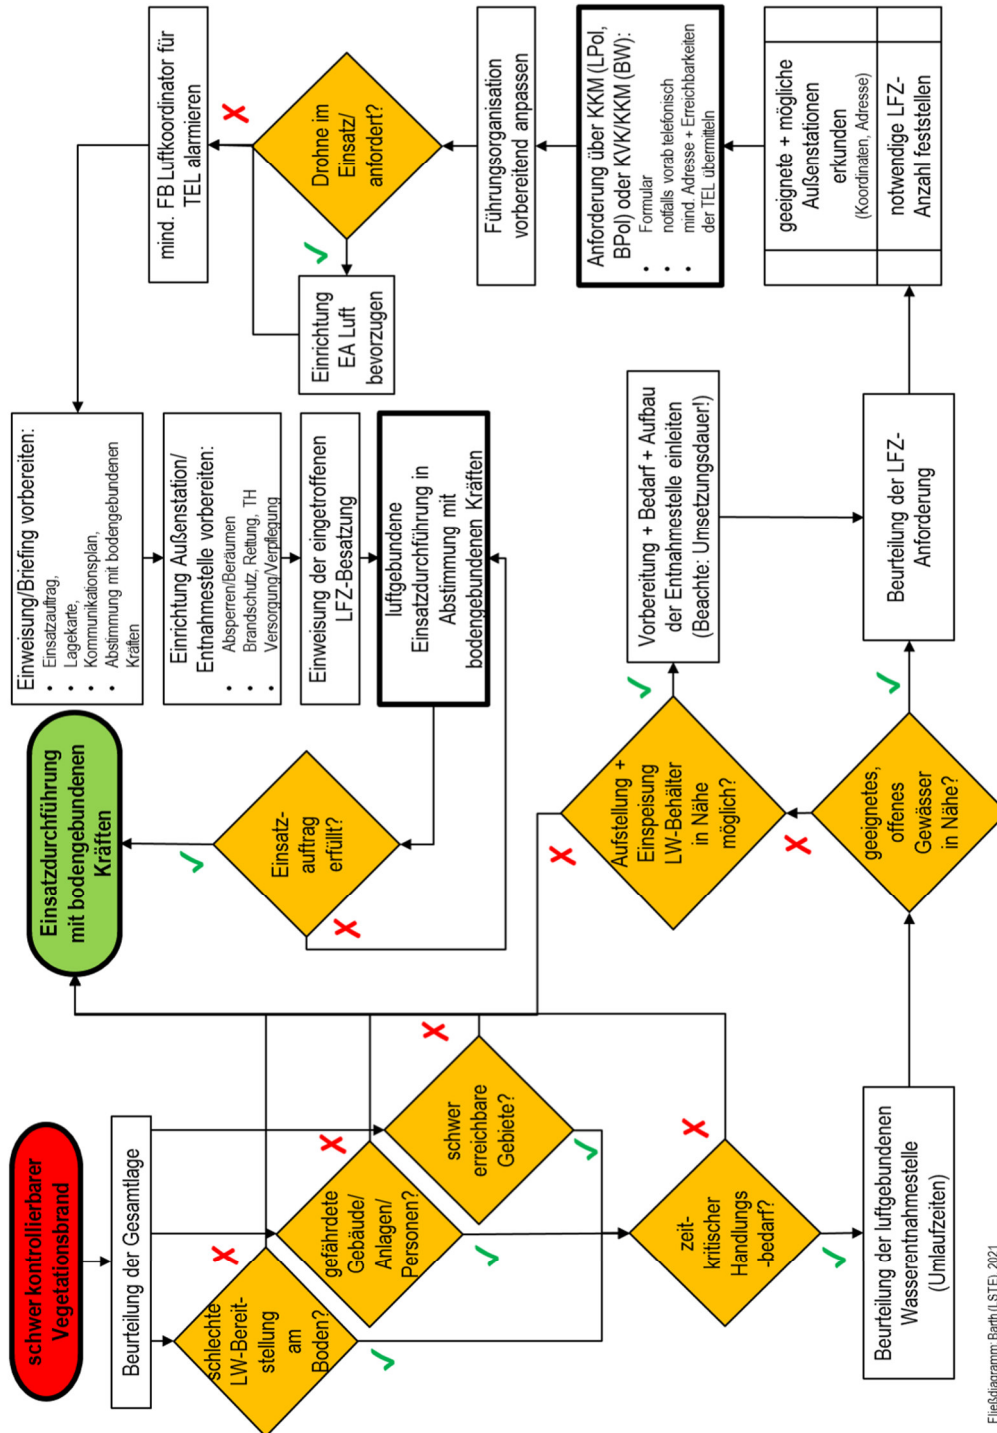 schwer kontrollierbarer
Vegetationsbrand
Beurteilung der Gesamtlage
schlechte
LW-Bereit-
stellung
am
Boden?
gefährdete
Gebäude/
Anlagen/
Personen?
schwer
erreichbare
Gebiete?
zeit-
kritischer
Handlungs
-bedarf?
Beurteilung der luftgebundenen
Wasserentnahmestelle
(Umlaufzeiten)
geeignetes,
offenes
Gewässer
in Nähe?
Aufstellung +
Einspeisung
LW-Behälter
in Nähe
möglich?
Vorbereitung + Bedarf + Aufbau
der Entnahmestelle einleiten
(Beachte: Umsetzungsdauer!)
Beurteilung der LFZ-
Anforderung
geeignete + mögliche
Außenstationen
erkunden
(Koordinaten, Adresse)
notwendige LFZ-
Anzahl feststellen
Anforderung über KKM (LPol,
BPol) oder KVK/KKM (BW):
• Formular
• notfalls vorab telefonisch
• mind. Adresse + Erreichbarkeiten
der TEL übermitteln
Führungsorganisation
vorbereitend anpassen
Drohne im
Einsatz/
anfordert?
Einrichtung
EA Luft
bevorzugen
mind. FB Luftkoordinator für
TEL alarmieren
Einweisung/Briefing vorbereiten:
• Einsatzauftrag,
• Lagekarte,
• Kommunikationsplan,
• Abstimmung mit bodengebundenen
Kräften
Einrichtung Außenstation/
Entnahmestelle vorbereiten:
• Absperren/Beräumen
• Brandschutz, Rettung, TH
• Versorgung/Verpflegung
Einweisung der eingetroffenen
LFZ-Besatzung
luftgebundene
Einsatzdurchführung in
Abstimmung mit
bodengebundenen Kräften
Einsatz-
auftrag
erfüllt?
Einsatzdurchführung
mit bodengebundenen
Kräften
Fließdiagramm: Barth (LSTE), 2021